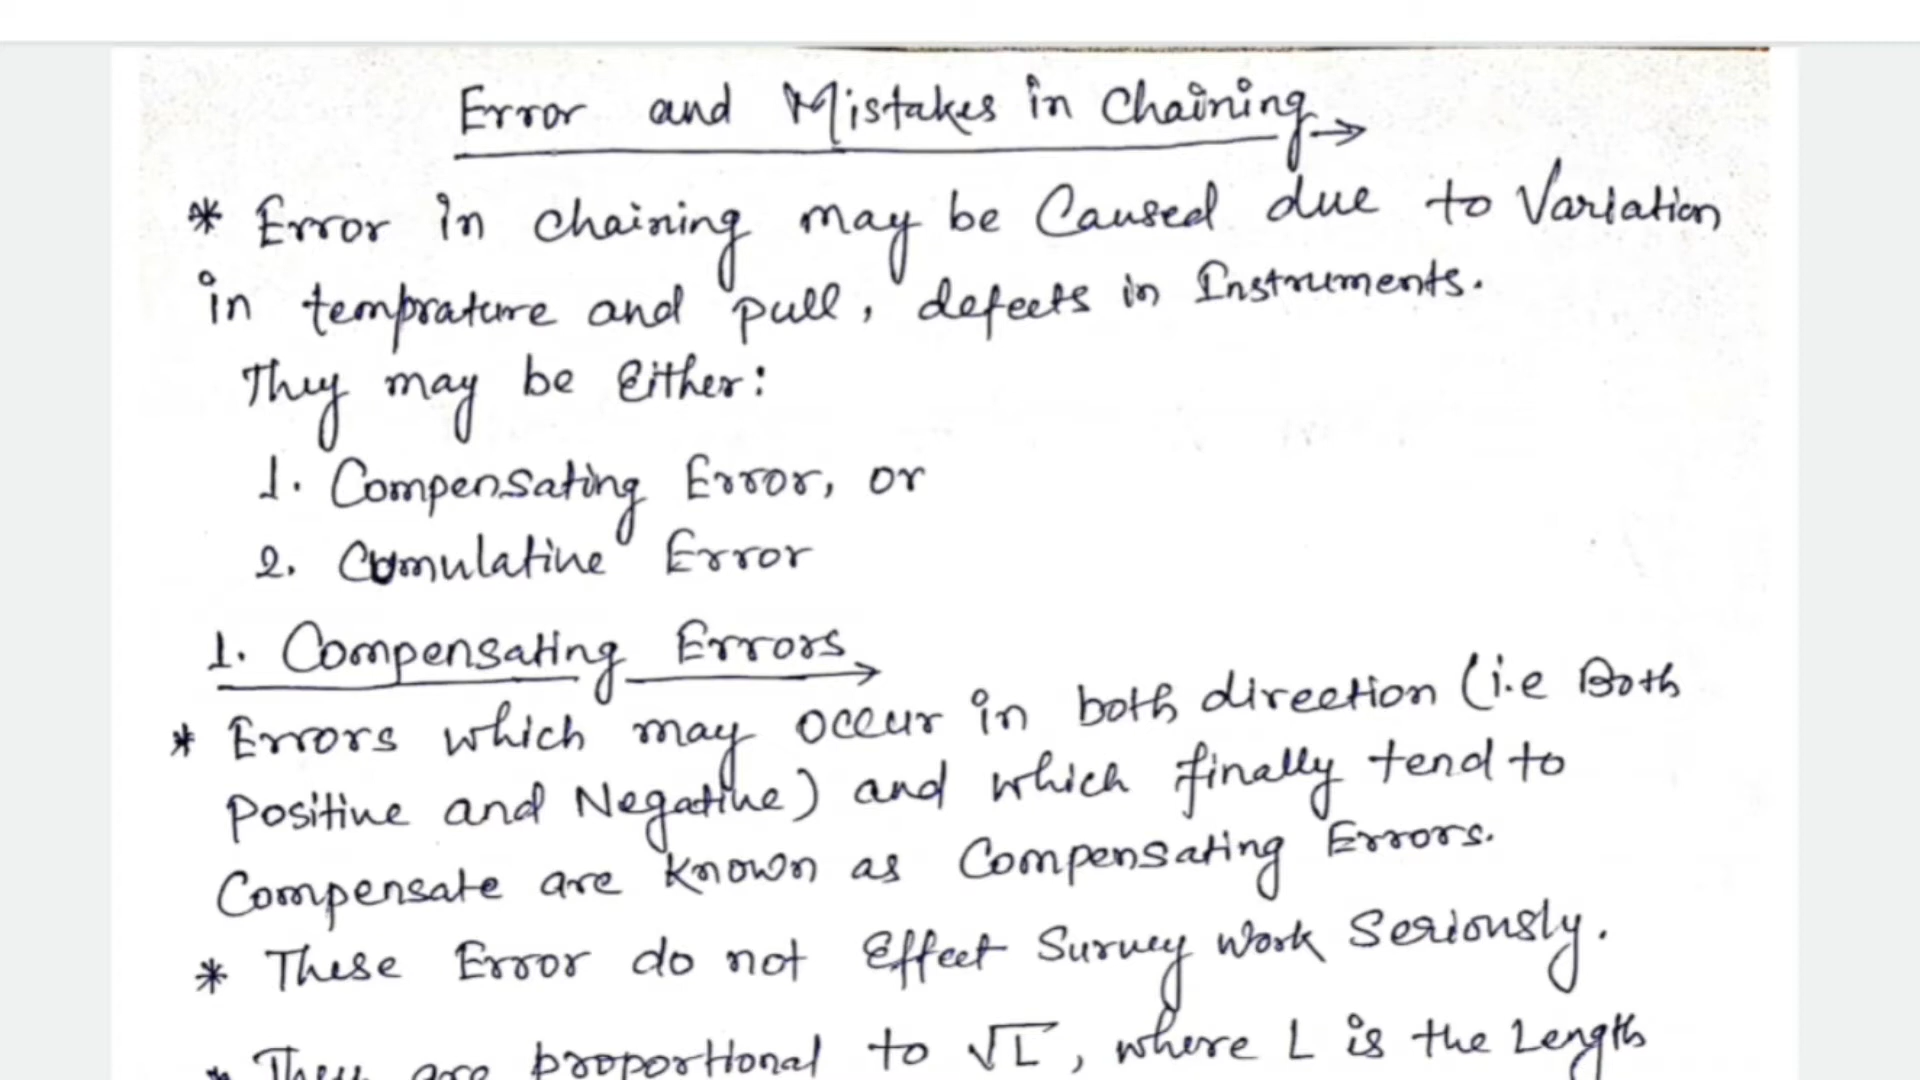 Error and Mistakes in Chaining →
* Error in chaining may be Caused due to Variation
in temprature and pull, defects in Instruments.
They may be Either:
1. Compensating Error, or
2. Cumulative Error
1. Compensating Errors →
* Errors which may occur in both direction (i.e Both
Positive and Negative) and which finally tend to
Compensate are known as Compensating Errors.
* These Error do not Effect Survey work Seriously.
* They are proportional to √L, where L is the Length